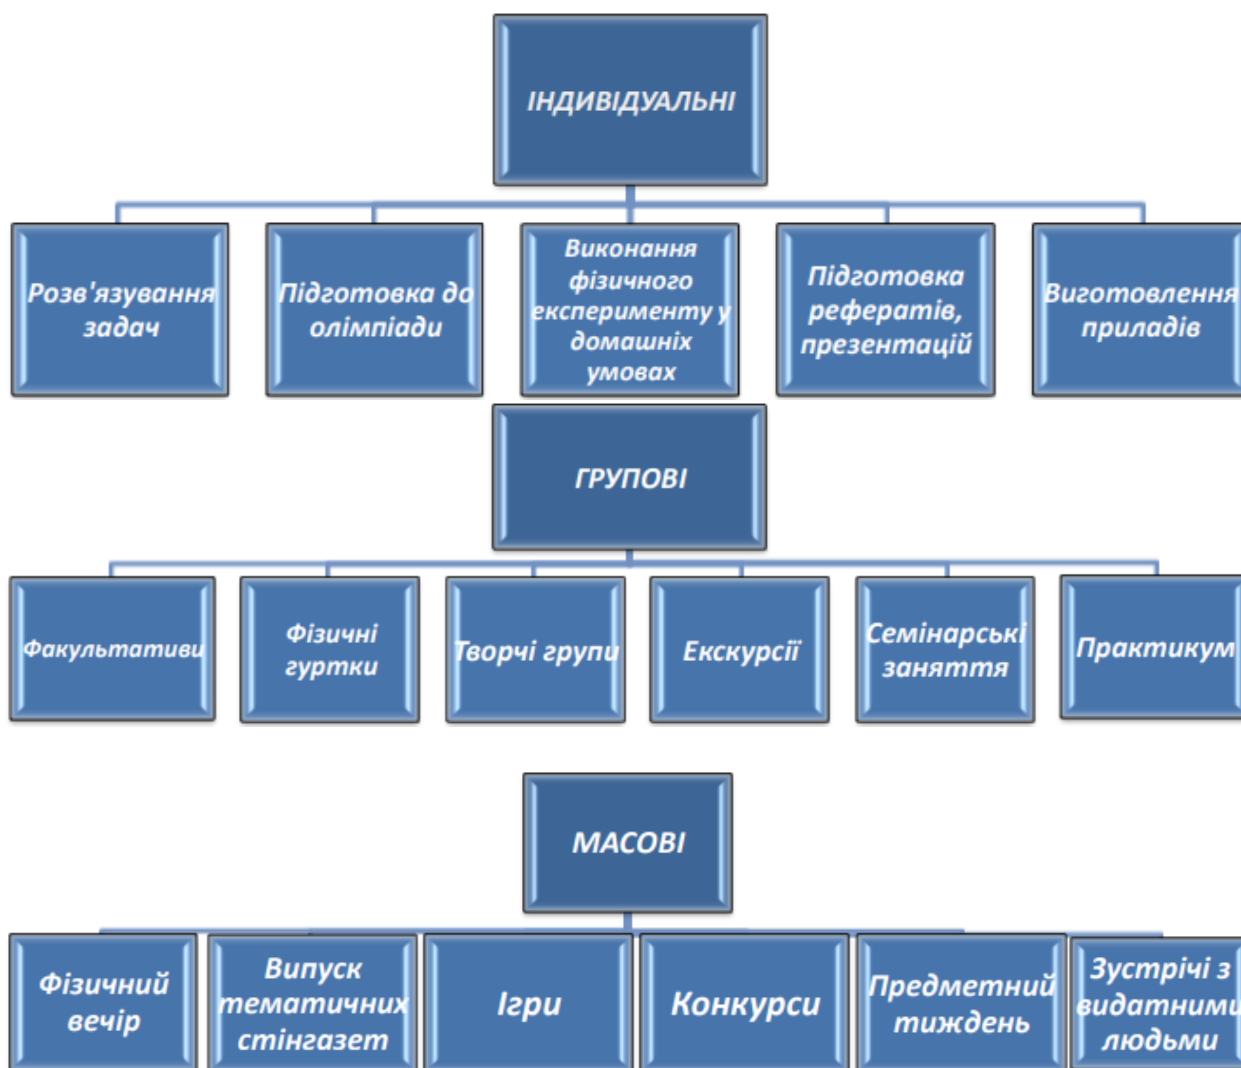 ІНДИВІДУАЛЬНІ
Розв'язування
задач
Підготовка до
олімпіади
Виконання
фізичного
експерименту у
домашніх
умовах
Підготовка
рефератів,
презентацій
Виготовлення
приладів
ГРУПОВІ
Факультативи
Фізичні
гуртки
Творчі групи
Екскурсії
Семінарські
заняття
Практикум
МАСОВІ
Фізичний
вечір
Випуск
тематичних
стінгазет
Ігри
Конкурси
Предметний
тиждень
Зустрічі з
видатними
людьми